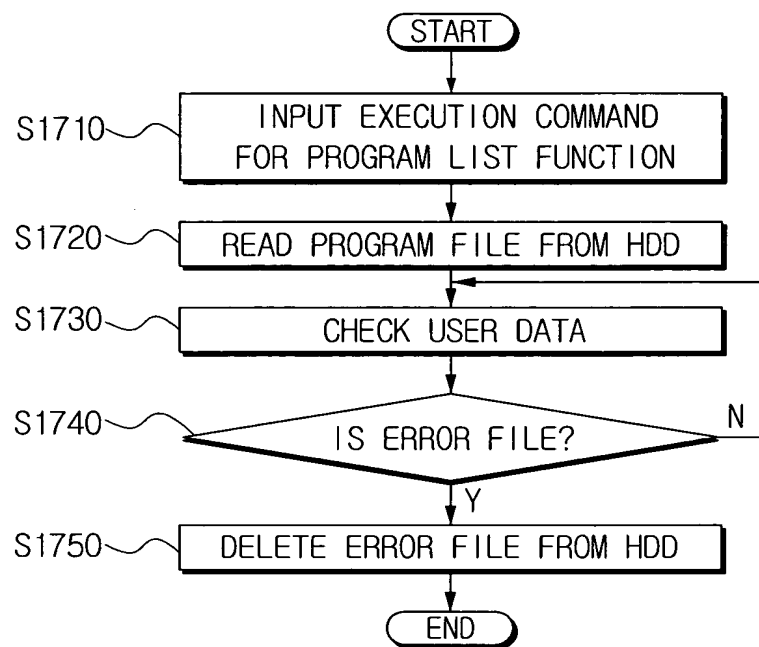 START
S1710
INPUT EXECUTION COMMAND
FOR PROGRAM LIST FUNCTION
S1720
READ PROGRAM FILE FROM HDD
S1730
CHECK USER DATA
S1740
IS ERROR FILE?
N
Y
S1750
DELETE ERROR FILE FROM HDD
END